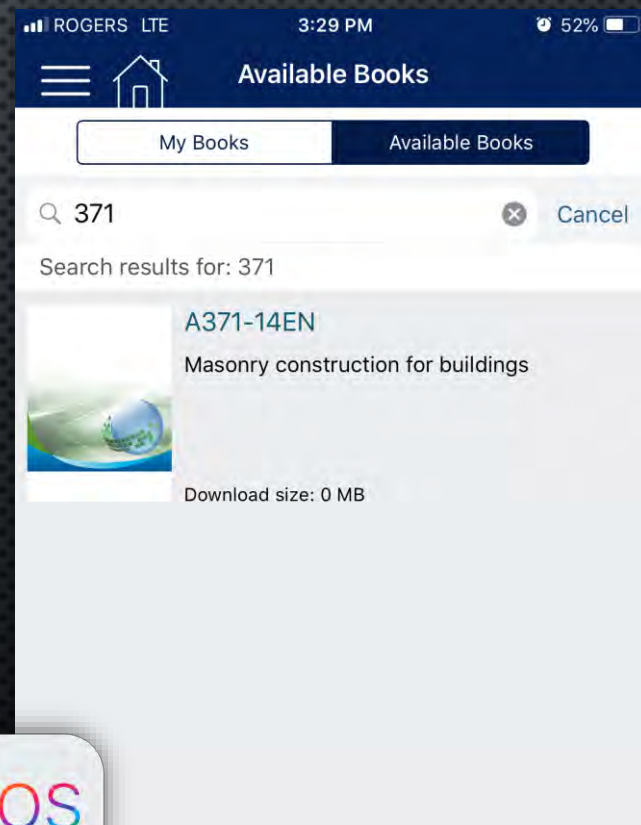 ROGERS LTE 3:29 PM 52%
Available Books
My Books Available Books
371 Cancel
Search results for: 371
A371-14EN
Masonry construction for buildings
Download size: 0 MB
OS